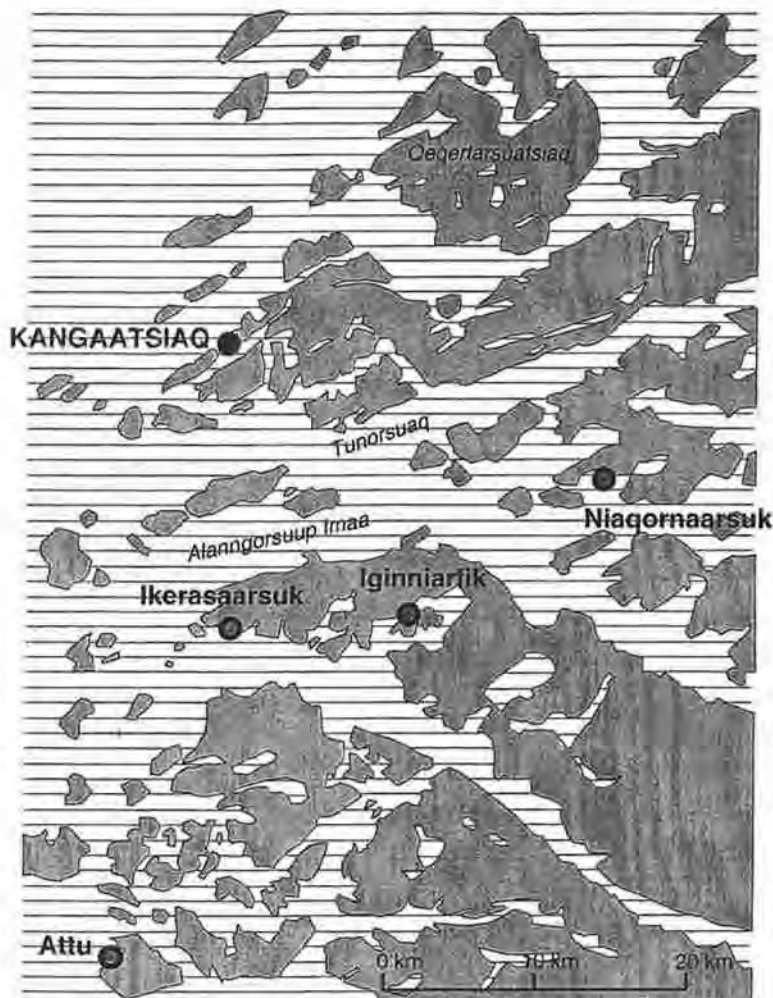 Qeqertarsuatsiaq
KANGAATSIAQ
Tunorsuaq
Niaqornaarsuk
Alanngorsuup Imaa
Iginniarfik
Ikerasaarsuk
Attu
0 km 10 km 20 km